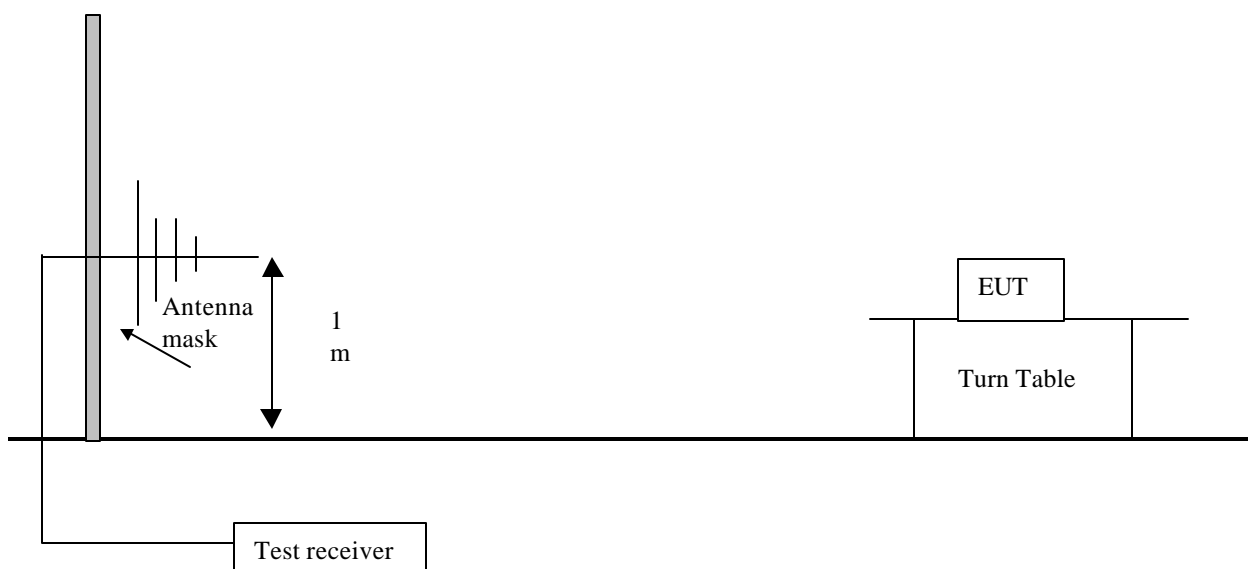 Antenna
mask
1
m
EUT
Turn Table
Test receiver